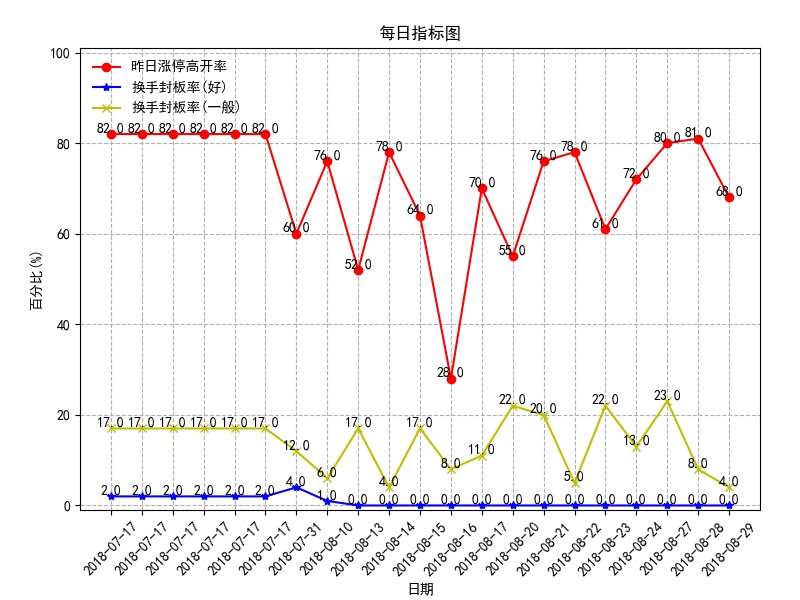 每日指标图
昨日涨停高开率
换手封板率(好)
换手封板率(一般)
百分比(%)
100
80
60
40
20
0
82.0 82.0 82.0 82.0 82.0 82.0 60.0 76.0 52.0 78.0 64.0 28.0 70.0 55.0 76.0 78.0 61.0 72.0 80.0 81.0 68.0
17.0 17.0 17.0 17.0 17.0 17.0 12.0 6.0 17.0 4.0 17.0 8.0 11.0 22.0 20.0 5.0 22.0 13.0 23.0 8.0 4.0
2.0 2.0 2.0 2.0 2.0 2.0 4.0 1.0 0.0 0.0 0.0 0.0 0.0 0.0 0.0 0.0 0.0 0.0 0.0 0.0 0.0
2018-07-17 2018-07-17 2018-07-17 2018-07-17 2018-07-17 2018-07-17 2018-07-31 2018-08-10 2018-08-13 2018-08-14 2018-08-15 2018-08-16 2018-08-17 2018-08-20 2018-08-21 2018-08-22 2018-08-23 2018-08-24 2018-08-27 2018-08-28 2018-08-29
日期